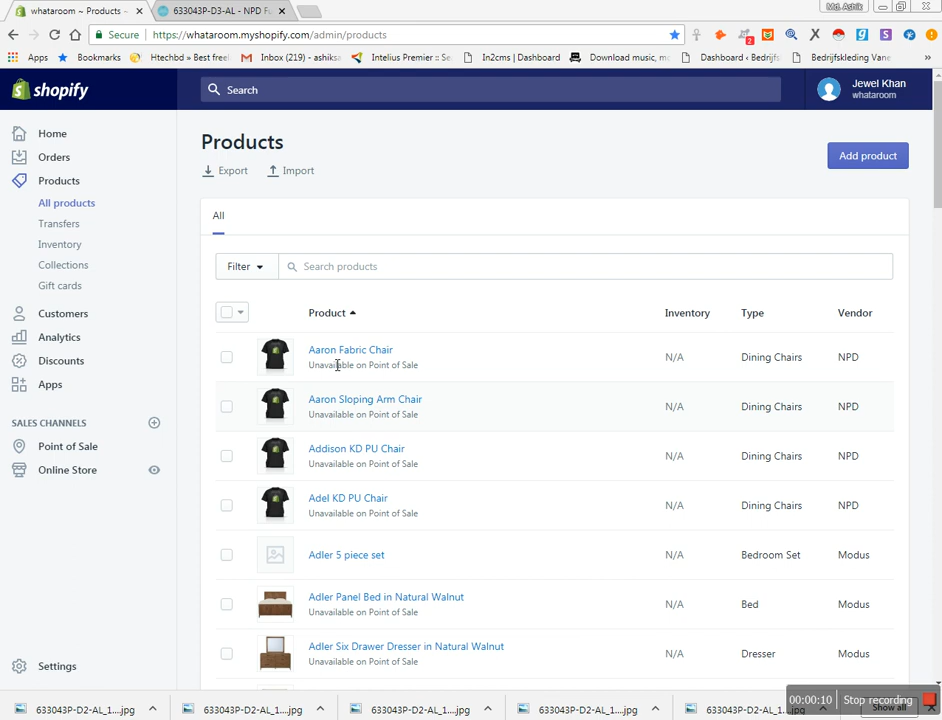 whataroom ~ Products ~
633043P-D3-AL - NPD Fu
Ms. Ashik
Secure
https://whataroom.myshopify.com/admin/products
Apps
Bookmarks
Htechbd » Best free
Inbox (219) - ashiksa
Intelius Premier :: Se
In2cms | Dashboard
Download music, mo
Dashboard ‹ Bedrijfs
Bedrijfskleding Vane
»
shopify
Search
Jewel Khan
whataroom
Home
Orders
Products
All products
Transfers
Inventory
Collections
Gift cards
Customers
Analytics
Discounts
Apps
SALES CHANNELS
Point of Sale
Online Store
Settings
Products
Export
Import
Add product
All
Filter
Search products
Product
Inventory
Type
Vendor
Aaron Fabric Chair
Unavailable on Point of Sale
N/A
Dining Chairs
NPD
Aaron Sloping Arm Chair
Unavailable on Point of Sale
N/A
Dining Chairs
NPD
Addison KD PU Chair
Unavailable on Point of Sale
N/A
Dining Chairs
NPD
Adel KD PU Chair
Unavailable on Point of Sale
N/A
Dining Chairs
NPD
Adler 5 piece set
N/A
Bedroom Set
Modus
Adler Panel Bed in Natural Walnut
Unavailable on Point of Sale
N/A
Bed
Modus
Adler Six Drawer Dresser in Natural Walnut
Unavailable on Point of Sale
N/A
Dresser
Modus
00:00:10
Stop recording
633043P-D2-AL_1....jpg
633043P-D2-AL_1....jpg
633043P-D2-AL_1....jpg
633043P-D2-AL_1....jpg
633043P-D2-AL_1....jpg
Show all